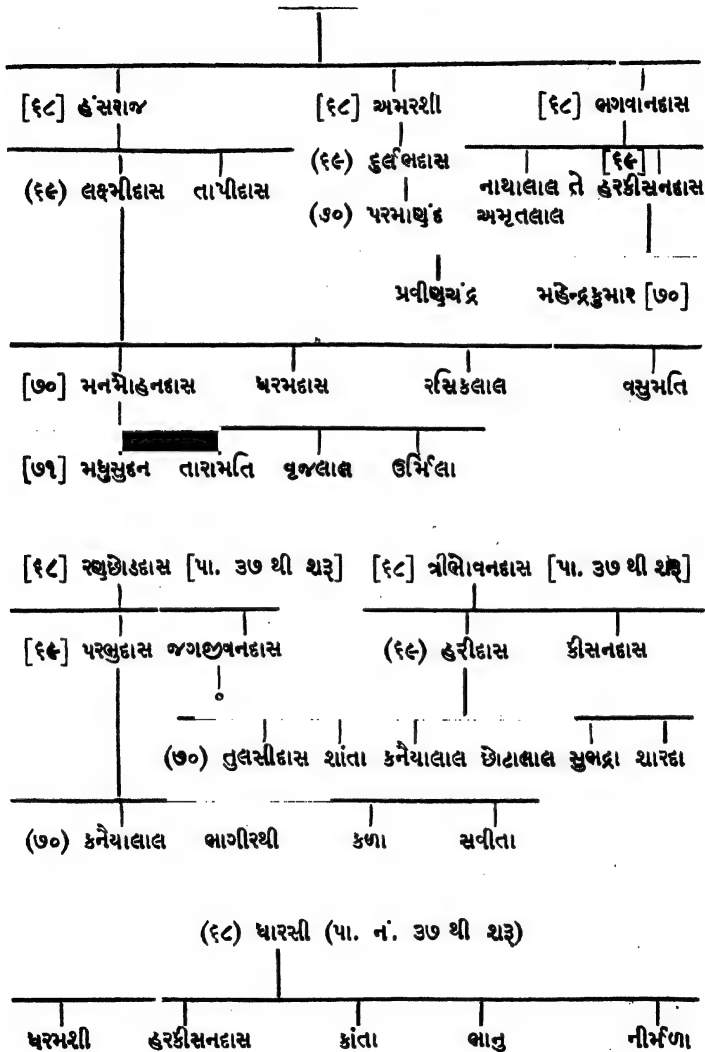 [૬૮] હંસરાજ [૬૮] અમરશી [૬૮] ભગવાનદાસ
(૬૯) દુર્લભદાસ [૬૯]
(૬૯) લક્ષ્મીદાસ તાપીદાસ નાથાલાલ તે હરકીસનદાસ
(૭૦) પરમાણંદ અમૃતલાલ
પ્રવીણચંદ્ર મહેન્દ્રકુમાર [૭૦]
[૭૦] મનમોહનદાસ ધરમદાસ રસિકલાલ વસુમતિ
[૭૧] મધુસુદન તારામતિ વૃજલાલ ઉર્મિલા
[૬૮] રણછોડદાસ [પા. ૩૭ થી શરૂ] [૬૮] ત્રીભોવનદાસ [પા. ૩૭ થી શરૂ]
[૬૯] પરભુદાસ જગજીવનદાસ (૬૯) હરીદાસ કીસનદાસ
૦
(૭૦) તુલસીદાસ શાંતા કનૈયાલાલ છોટાલાલ સુભદ્રા શારદા
(૭૦) કનૈયાલાલ ભાગીરથી કળા સવીતા
(૬૮) ધારસી (પા. નં. ૩૭ થી શરૂ)
ધરમશી હરકીસનદાસ કાંતા ભાનુ નીર્મળા